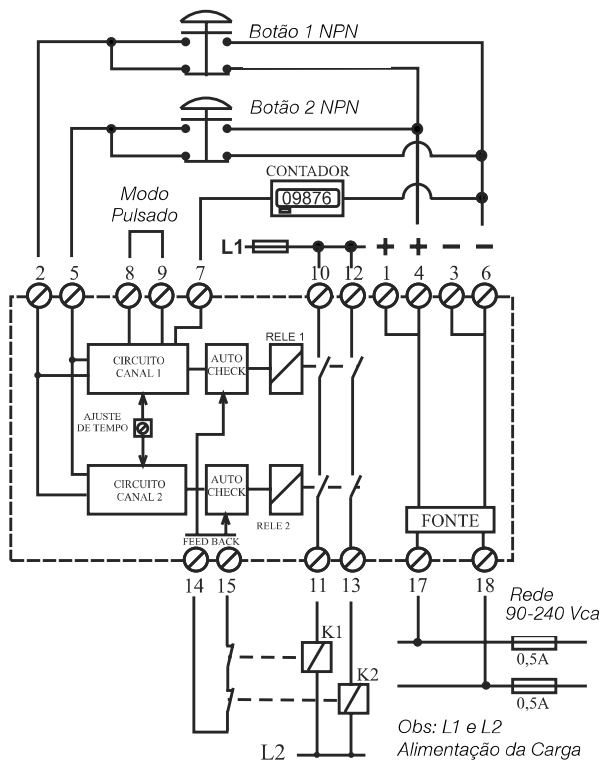 Botão 1 NPN
Botão 2 NPN
CONTADOR
09876
Modo
Pulsado
L1
+ + − −
2 5 8 9 7 10 12 1 4 3 6
RELE 1
CIRCUITO
CANAL 1
AUTO
CHECK
AJUSTE
DE TEMPO
CIRCUITO
CANAL 2
AUTO
CHECK
RELE 2
FONTE
FEED BACK
14 15 11 13 17 18
Rede
90-240 Vca
K1
0,5A
K2
0,5A
Obs: L1 e L2
Alimentação da Carga
L2